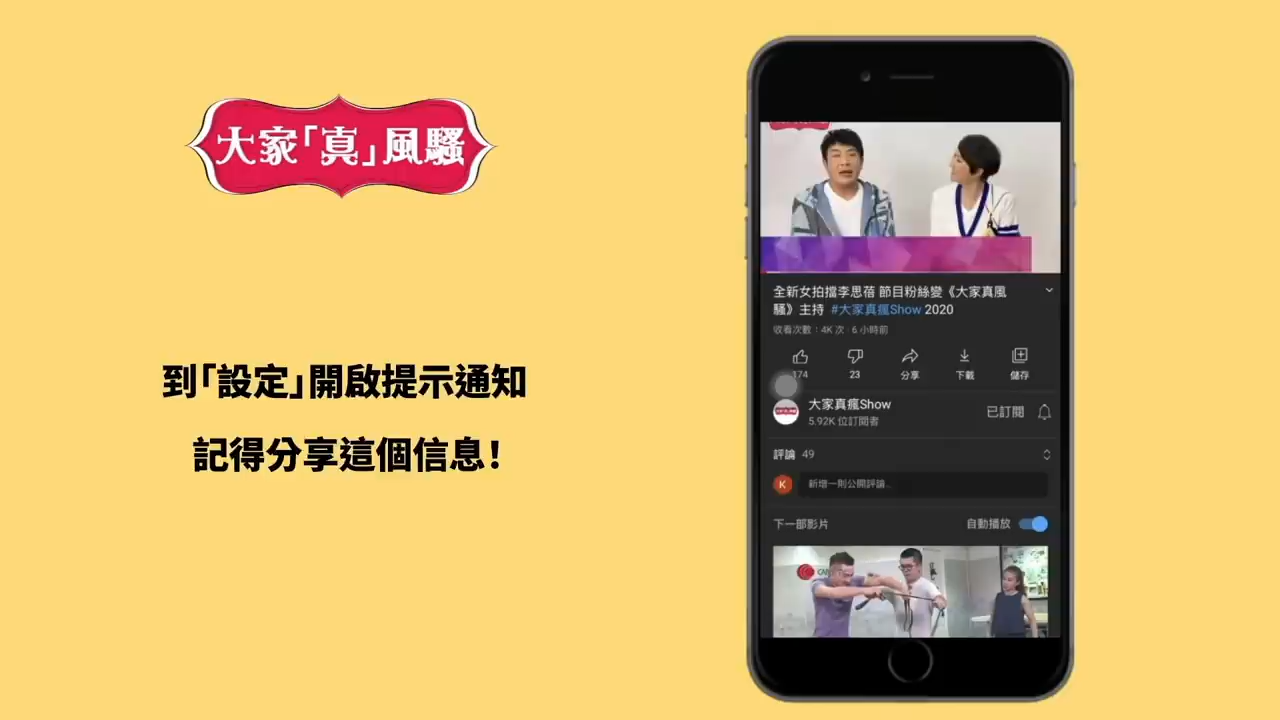 大家「真」風騷
到「設定」開啟提示通知
記得分享這個信息!
全新女拍擋李思蓓 節目粉絲變《大家真風
騷》主持 #大家真瘋Show 2020
收看次數：4K 次 · 6 小時前
174
23
分享
下載
儲存
大家真瘋Show
5.92K 位訂閱者
已訂閱
評論 49
K
新增一則公開評論...
下一部影片
自動播放